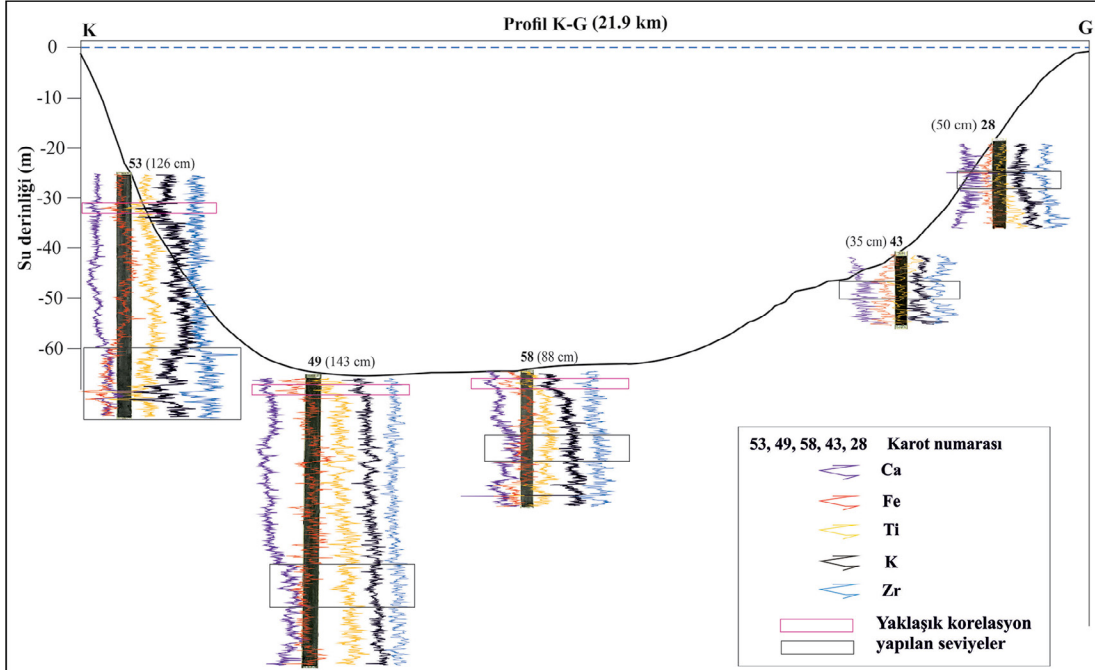 Profil K-G (21.9 km)
K
G
Su derinliği (m)
0
-10
-20
-30
-40
-50
-60
53 (126 cm)
49 (143 cm)
58 (88 cm)
(35 cm) 43
(50 cm) 28
53, 49, 58, 43, 28 Karot numarası
Ca
Fe
Ti
K
Zr
Yaklaşık korelasyon
yapılan seviyeler